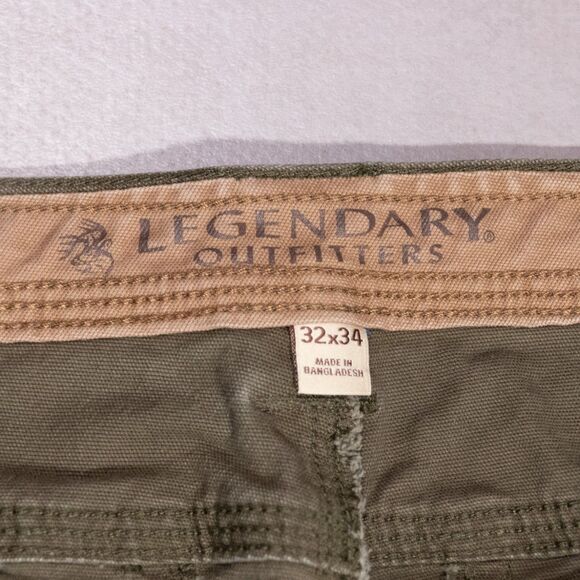 LEGENDARY®
OUTFITTERS
32x34
MADE IN
BANGLADESH